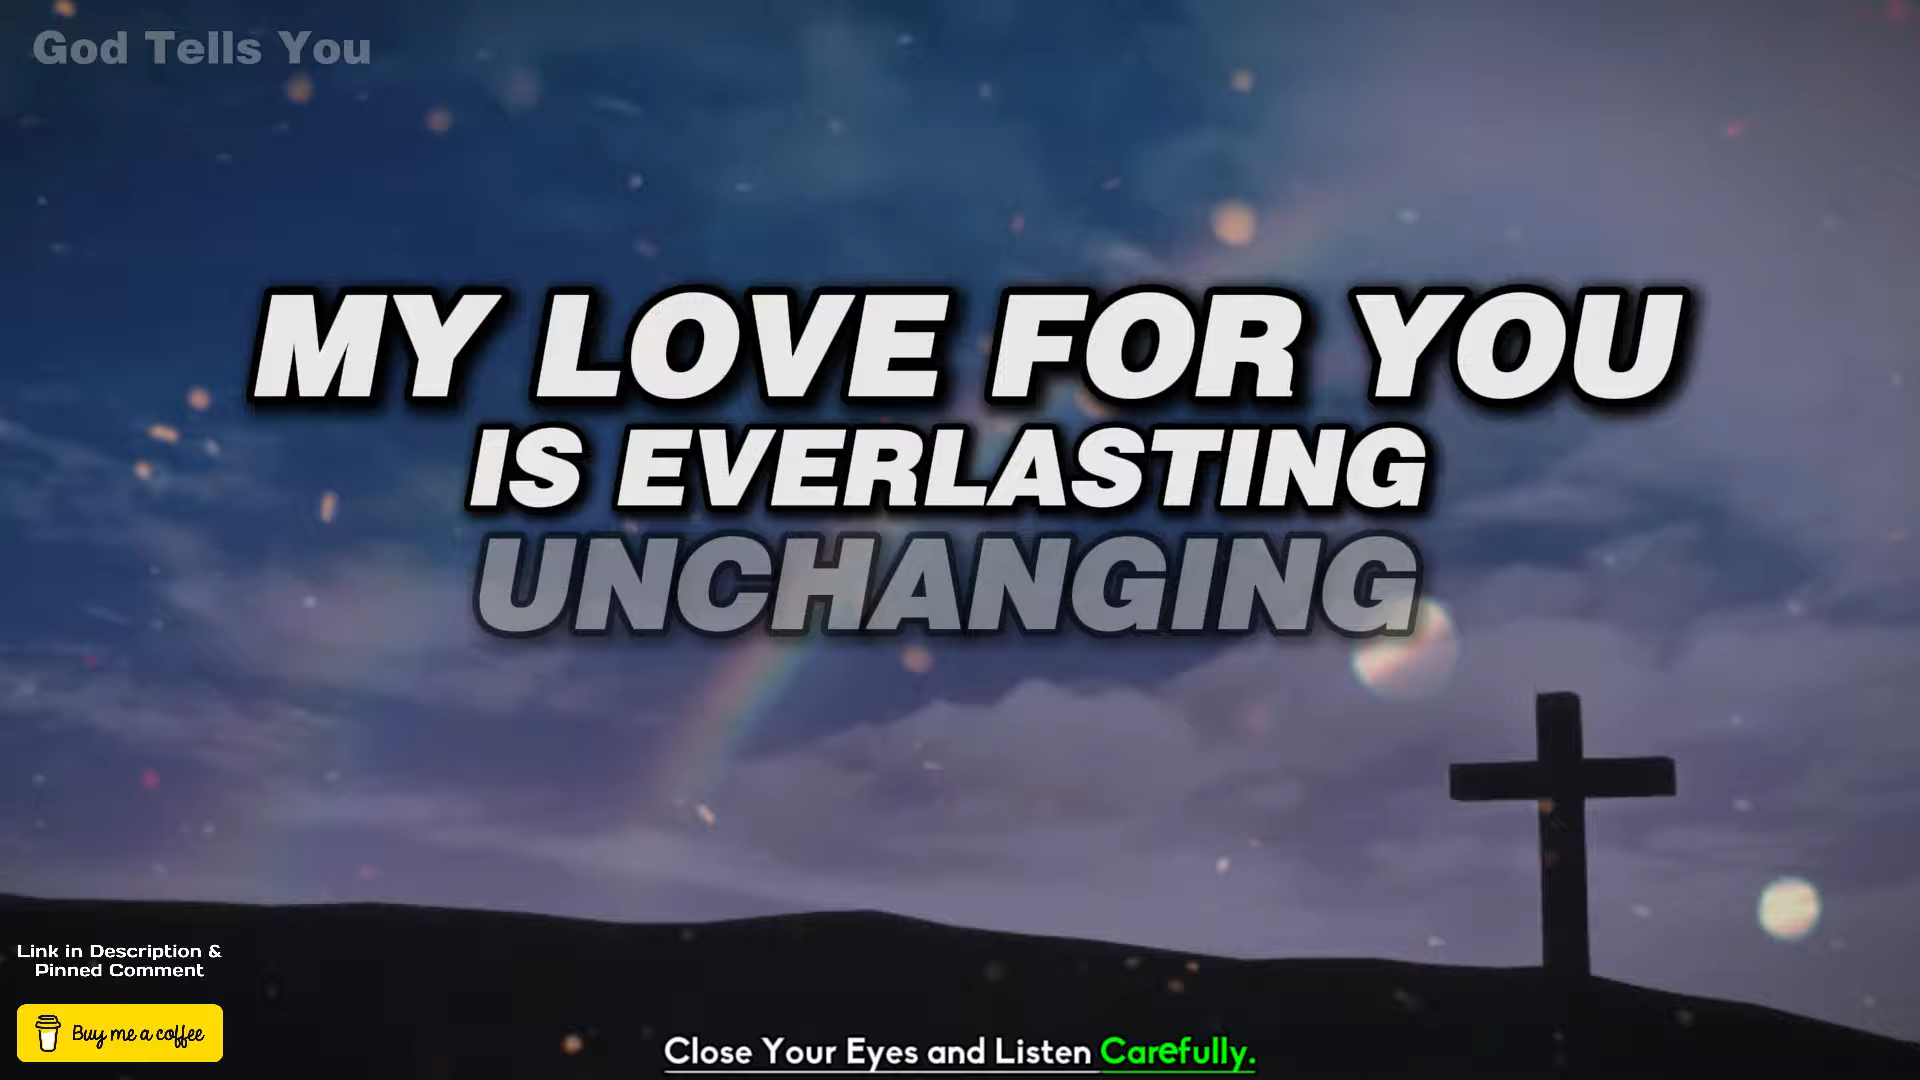 God Tells You
MY LOVE FOR YOU
IS EVERLASTING
UNCHANGING
Link in Description &
Pinned Comment
Buy me a coffee
Close Your Eyes and Listen Carefully.